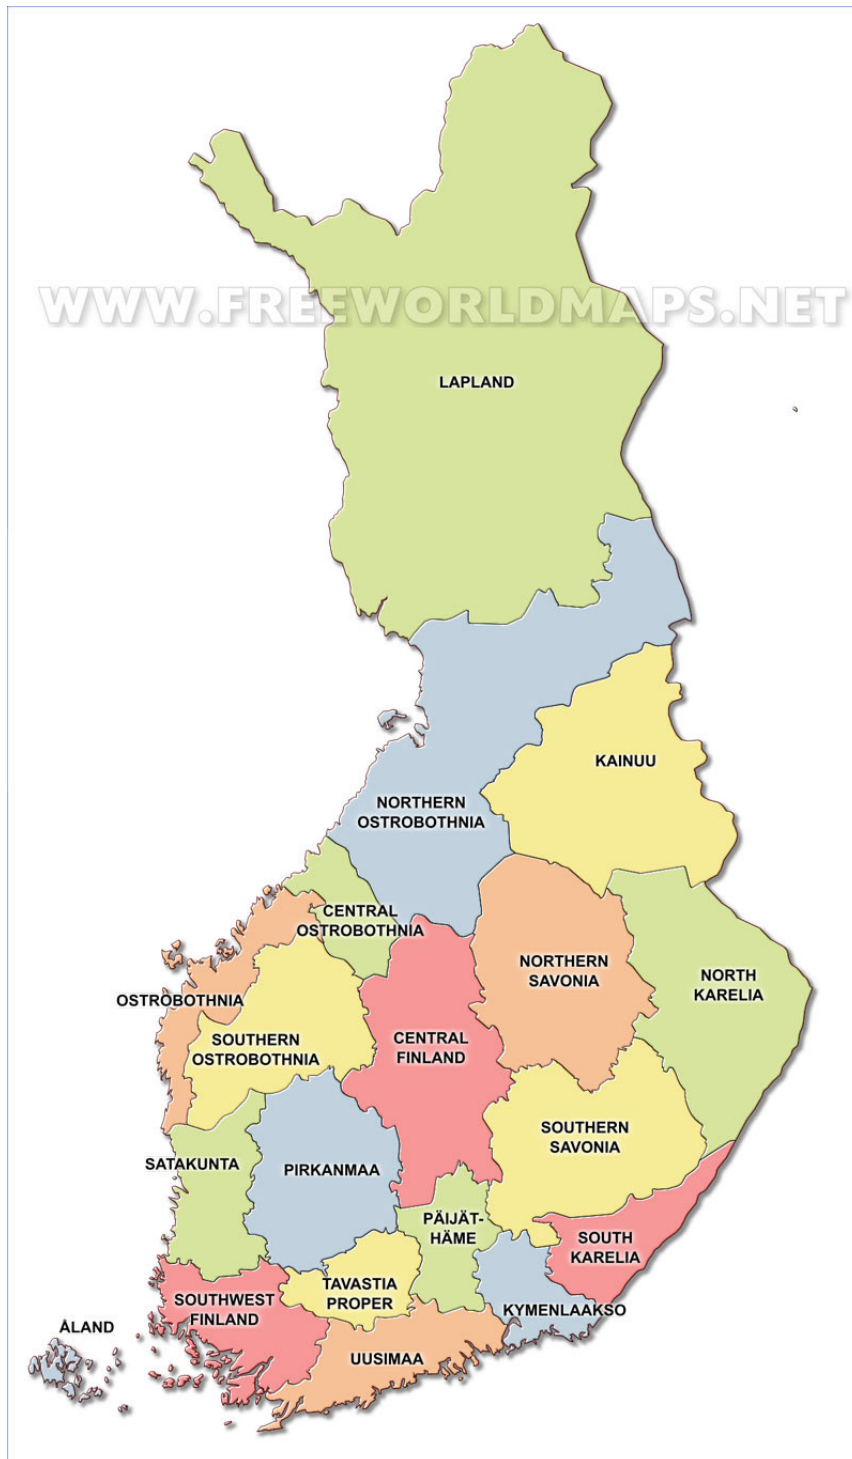 WWW.FREEWORLDMAPS.NET
LAPLAND
KAINUU
NORTHERN
OSTROBOTHNIA
CENTRAL
OSTROBOTHNIA
NORTHERN
SAVONIA
NORTH
KARELIA
OSTROBOTHNIA
SOUTHERN
OSTROBOTHNIA
CENTRAL
FINLAND
SOUTHERN
SAVONIA
SATAKUNTA
PIRKANMAA
PÄIJÄT-
HÄME
SOUTH
KARELIA
TAVASTIA
PROPER
SOUTHWEST
FINLAND
KYMENLAAKSO
ÅLAND
UUSIMAA